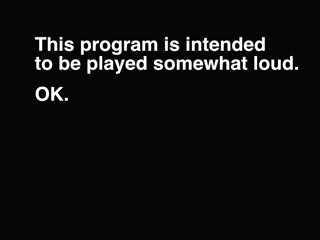 This program is intended
to be played somewhat loud.
OK.